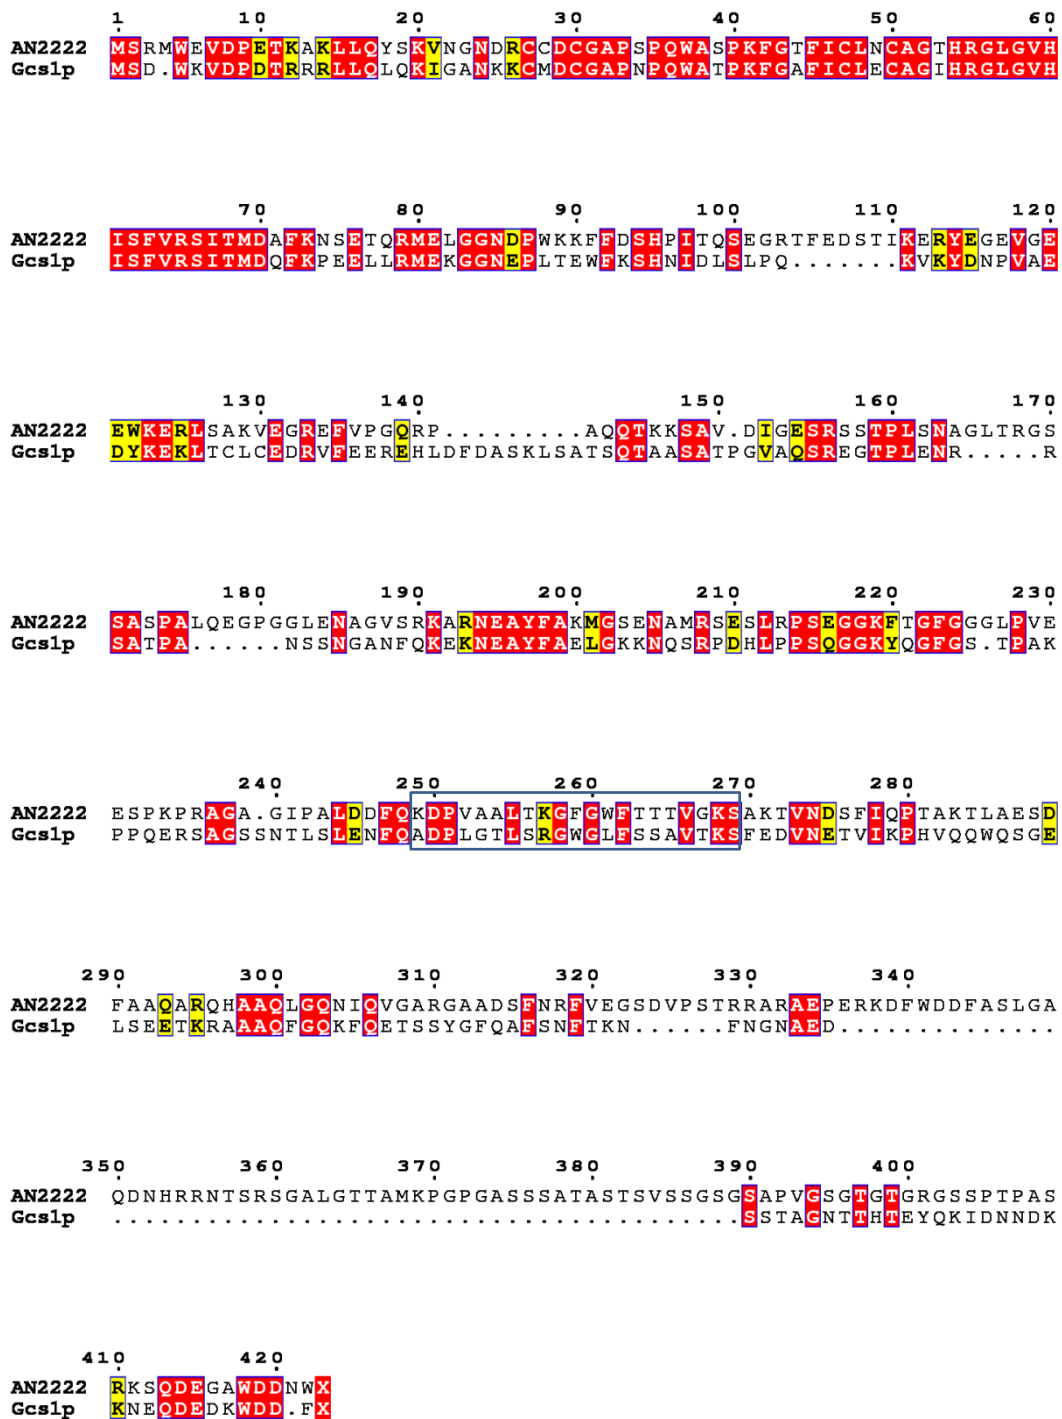 1 10 20 30 40 50 60
AN2222 MSRMWEVDPETKAKLLQYSKVNGNDRCCDCGAPSPQWASPKFGTFICLNCAGTHRGLGVH
Gcs1p MSD.WKVDPDTRRRLLQLQKIGANKKCMDCGAPNPQWATPKFGAFICLECAGIHRGLGVH
70 80 90 100 110 120
AN2222 ISFVRSITMDAFKNSETQRMELGGNDPWKKFFDSHPITQSEGRTFEDSTIKERYEGEVGE
Gcs1p ISFVRSITMDQFKPEELLRMEKGGNEPLTEWFKSHNIDLSLPQ.......KVKYDNPVAE
130 140 150 160 170
AN2222 EWKERLSAKVEGREFVPGQRP.........AQQTKKSAV.DIGESRSSTPLSNAGLTRGS
Gcs1p DYKEKLTCLCEDRVFEEREHLDFDASKLSATSQTAASATPGVAQSREGTPLENR.....R
180 190 200 210 220 230
AN2222 SASPALQEGPGGLENAGVSRKARNEAYFAKMGSENAMRSESLRPSEGGKFTGFGGGLPVE
Gcs1p SATPA......NSSNGANFQKEKNEAYFAELGKKNQSRPDHLPPSQGGKYQGFGS.TPAK
240 250 260 270 280
AN2222 ESPKPRAGA.GIPALDDFQKDPVAALTKGFGWFTTTVGKSAKTVNDSFIQPTAKTLAESD
Gcs1p PPQERSAGSSNTLSLENFQADPLGTLSRGWGLFSSAVTKSFEDVNETVIKPHVQQWQSGE
290 300 310 320 330 340
AN2222 FAAQARQHAAQLGQNIQVGARGAADSFNRFVEGSDVPSTRRARAEPERKDFWDDFASLGA
Gcs1p LSEETKRAAAQFGQKFQETSSYGFQAFSNFTKN......FNGNAED..............
350 360 370 380 390 400
AN2222 QDNHRRNTSRSGALGTTAMKPGPGASSSATASTSVSSGSGSAPVGSGTGTGRGSSPTPAS
Gcs1p ........................................SSTAGNTTHTEYQKIDNNDK
410 420
AN2222 RKSQDEGAWDDNWX
Gcs1p KNEQDEDKWDD.FX